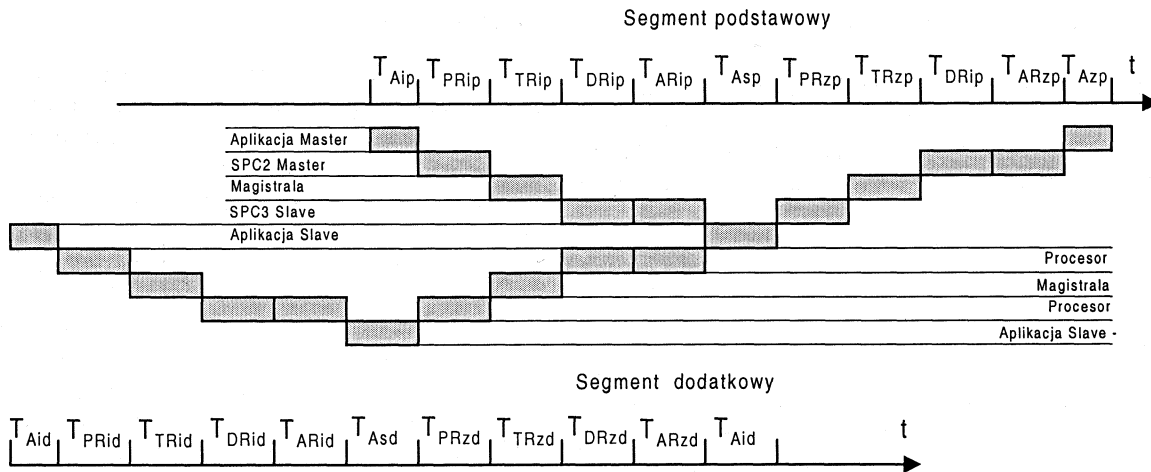 Segment podstawowy
T Aip T PRip T TRip T DRip T ARip T Asp T PRzp T TRzp T DRip T ARzp T Azp t
Aplikacja Master
SPC2 Master
Magistrala
SPC3 Slave
Aplikacja Slave
Procesor
Magistrala
Procesor
Aplikacja Slave -
Segment dodatkowy
T Aid T PRid T TRid T DRid T ARid T Asd T PRzd T TRzd T DRzd T ARzd T Aid t